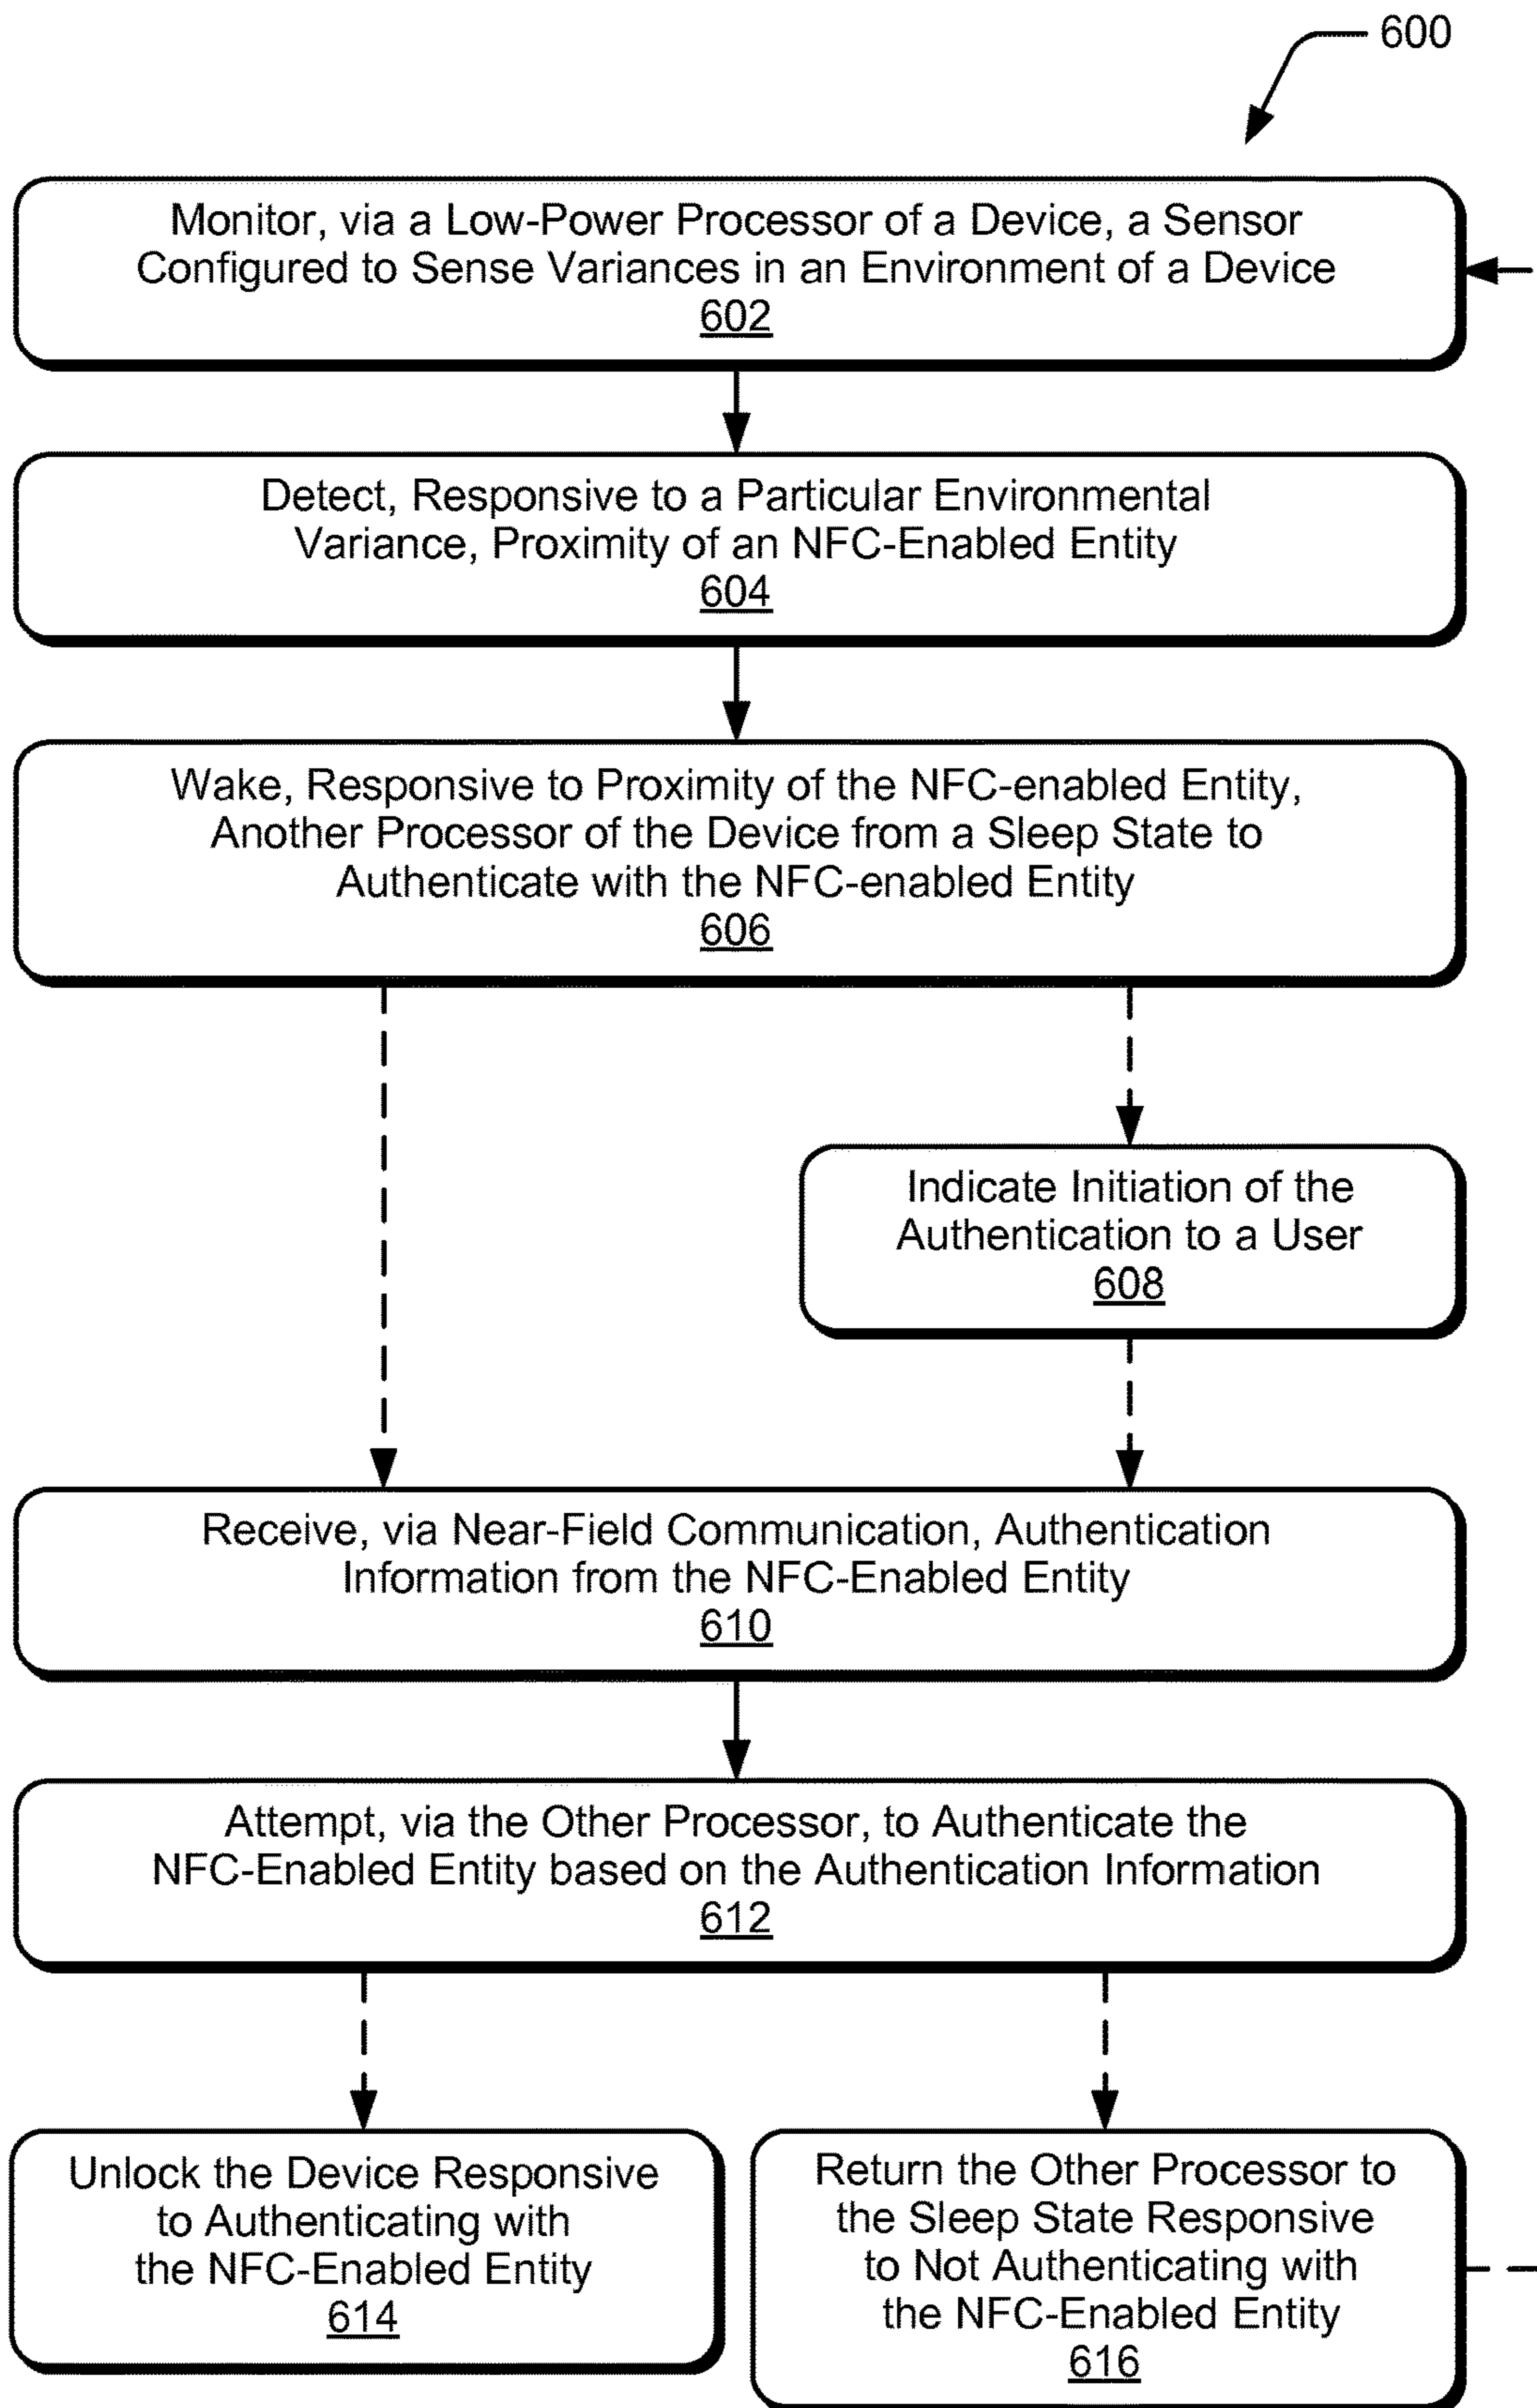 600
Monitor, via a Low-Power Processor of a Device, a Sensor
Configured to Sense Variances in an Environment of a Device
602
Detect, Responsive to a Particular Environmental
Variance, Proximity of an NFC-Enabled Entity
604
Wake, Responsive to Proximity of the NFC-enabled Entity,
Another Processor of the Device from a Sleep State to
Authenticate with the NFC-enabled Entity
606
Indicate Initiation of the
Authentication to a User
608
Receive, via Near-Field Communication, Authentication
Information from the NFC-Enabled Entity
610
Attempt, via the Other Processor, to Authenticate the
NFC-Enabled Entity based on the Authentication Information
612
Unlock the Device Responsive
to Authenticating with
the NFC-Enabled Entity
614
Return the Other Processor to
the Sleep State Responsive
to Not Authenticating with
the NFC-Enabled Entity
616